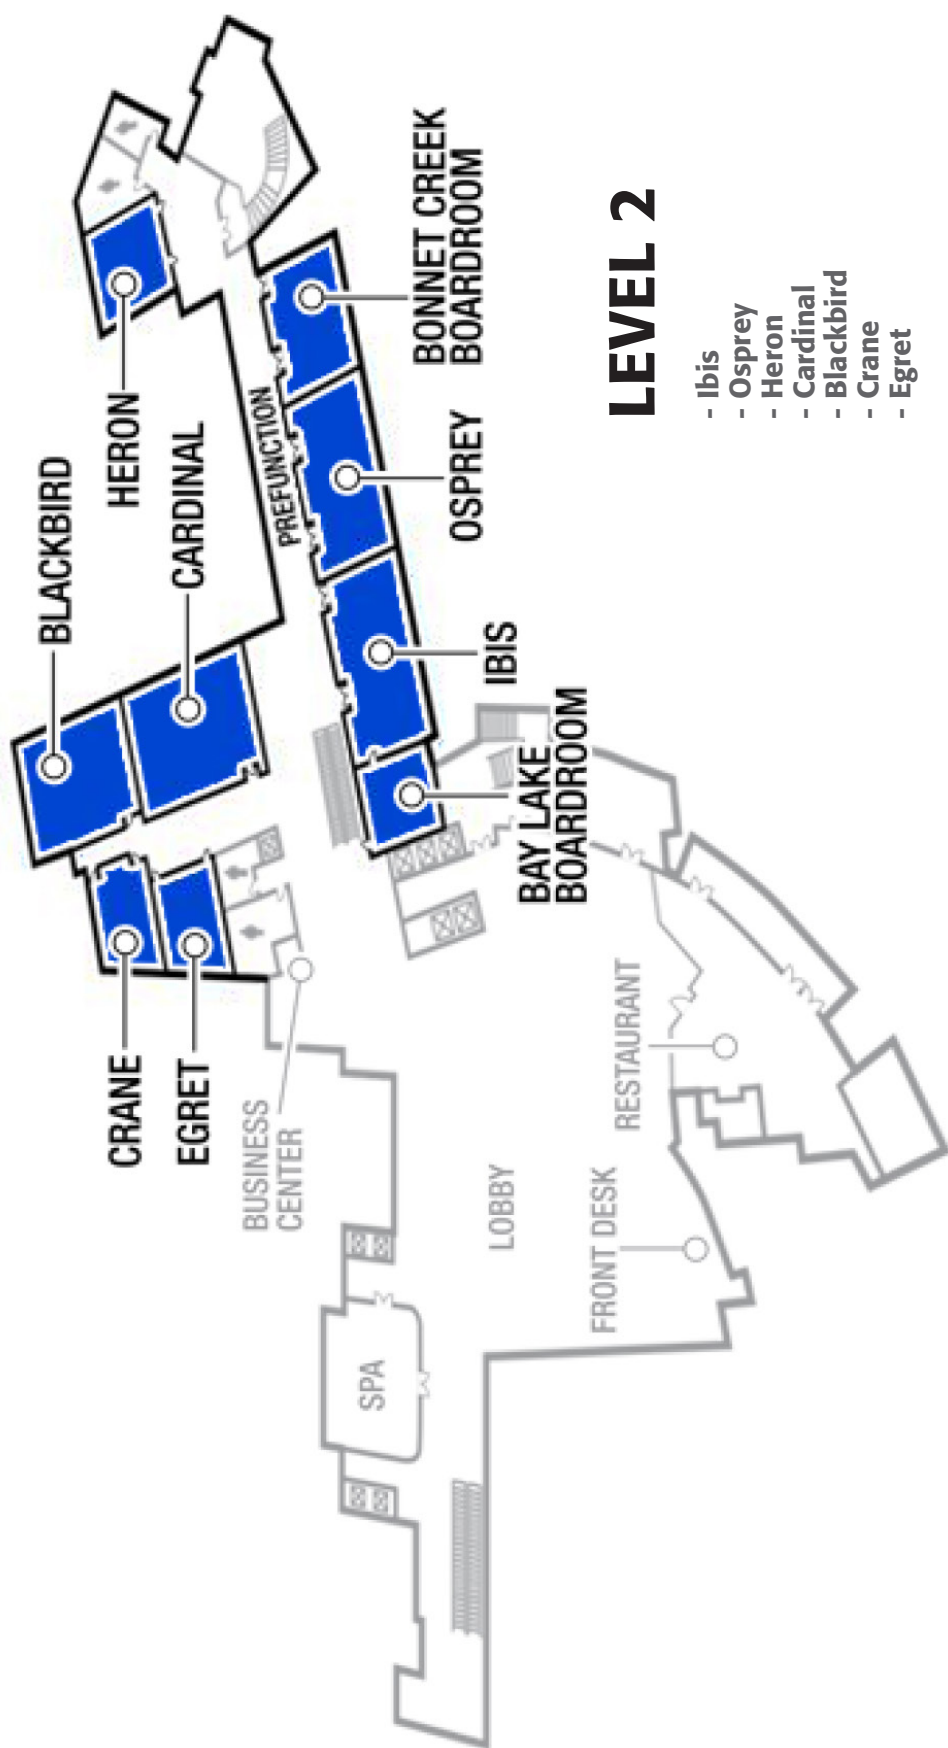 BLACKBIRD
HERON
CARDINAL
PREFUNCTION
BONNET CREEK
BOARDROOM
OSPREY
IBIS
BAY LAKE
BOARDROOM
CRANE
EGRET
BUSINESS
CENTER
RESTAURANT
LOBBY
FRONT DESK
SPA
LEVEL 2
- Ibis
- Osprey
- Heron
- Cardinal
- Blackbird
- Crane
- Egret